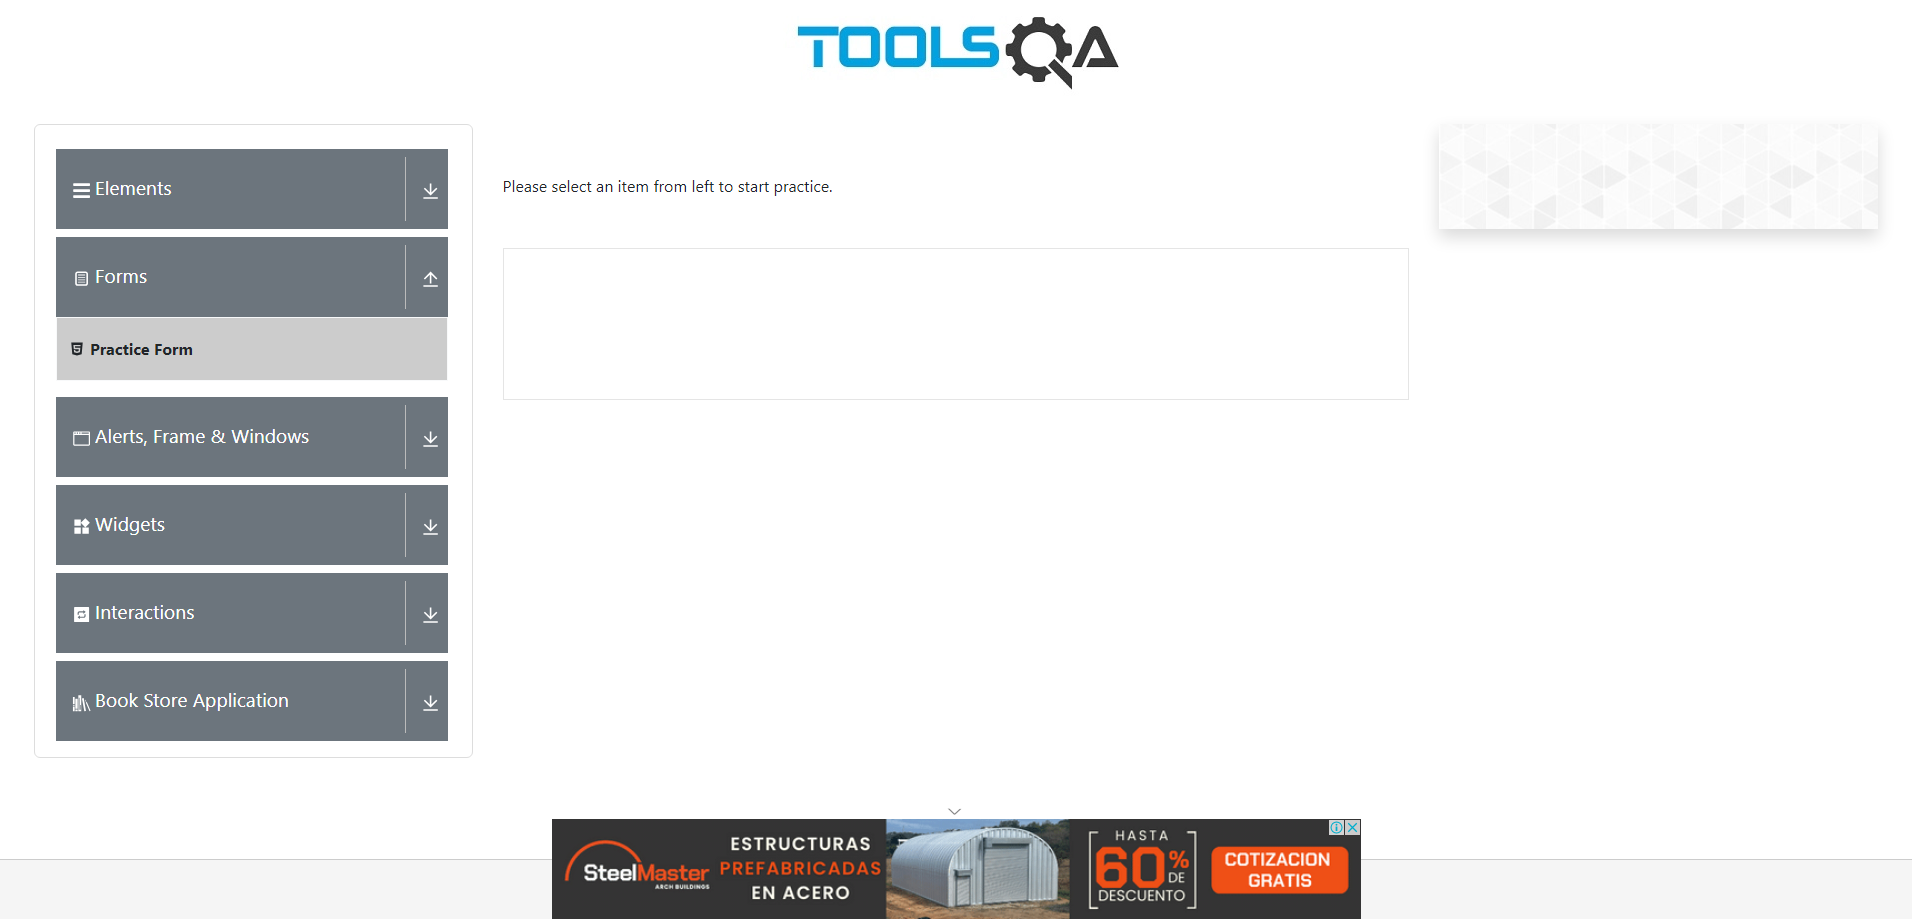 TOOLSQA
Elements
Forms
Practice Form
Alerts, Frame & Windows
Widgets
Interactions
Book Store Application
Please select an item from left to start practice.
SteelMaster
ARCH BUILDINGS
ESTRUCTURAS
PREFABRICADAS
EN ACERO
HASTA
60%
DE
DESCUENTO
COTIZACION
GRATIS